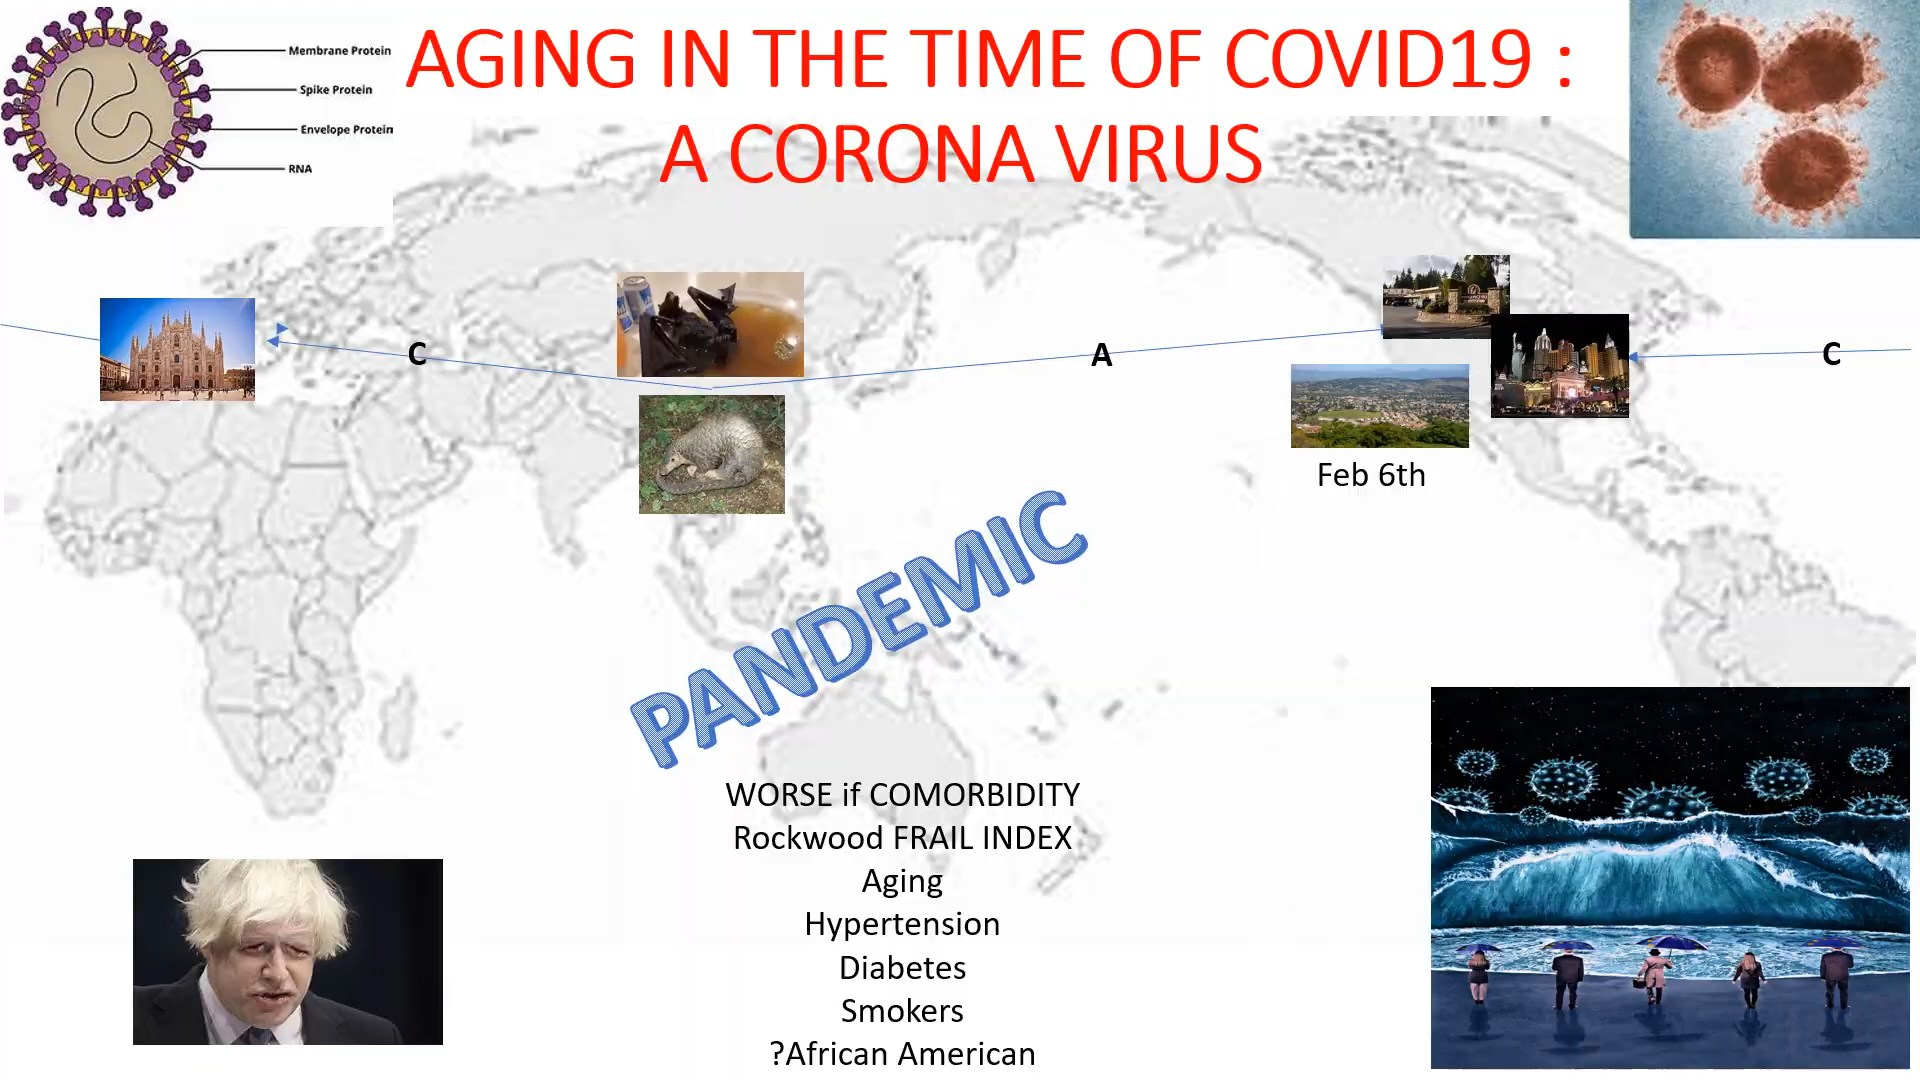 AGING IN THE TIME OF COVID19 :
A CORONA VIRUS
Membrane Protein
Spike Protein
Envelope Protein
RNA
C
A
C
Feb 6th
PANDEMIC
WORSE if COMORBIDITY
Rockwood FRAIL INDEX
Aging
Hypertension
Diabetes
Smokers
?African American